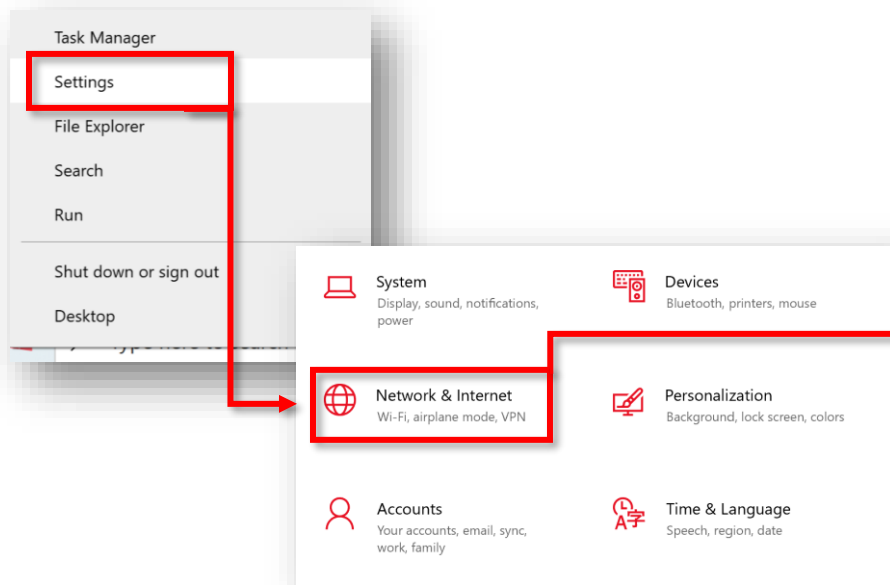 Task Manager
Settings
File Explorer
Search
Run
Shut down or sign out
Desktop
System
Display, sound, notifications,
power
Devices
Bluetooth, printers, mouse
Network & Internet
Wi-Fi, airplane mode, VPN
Personalization
Background, lock screen, colors
Accounts
Your accounts, email, sync,
work, family
Time & Language
Speech, region, date